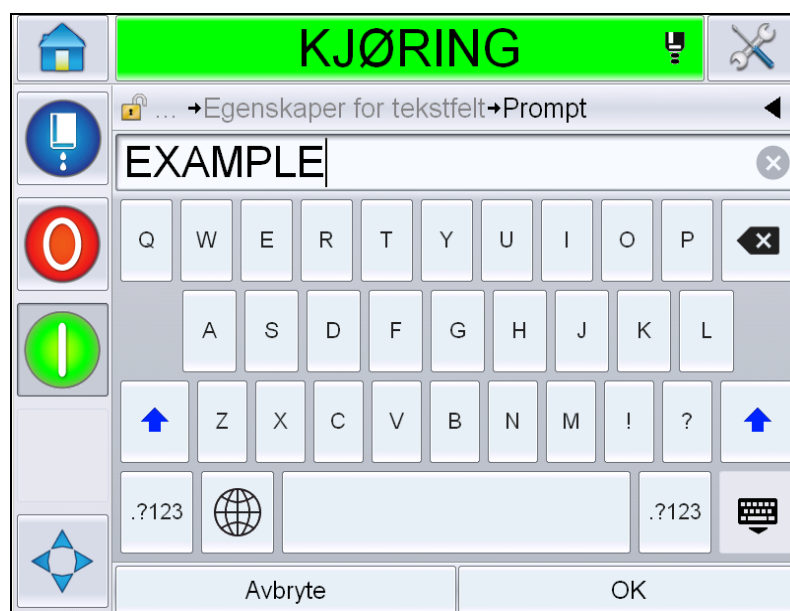 KJØRING
... →Egenskaper for tekstfelt→Prompt
EXAMPLE
Q W E R T Y U I O P
A S D F G H J K L
Z X C V B N M ! ?
.?123 .?123
Avbryte OK